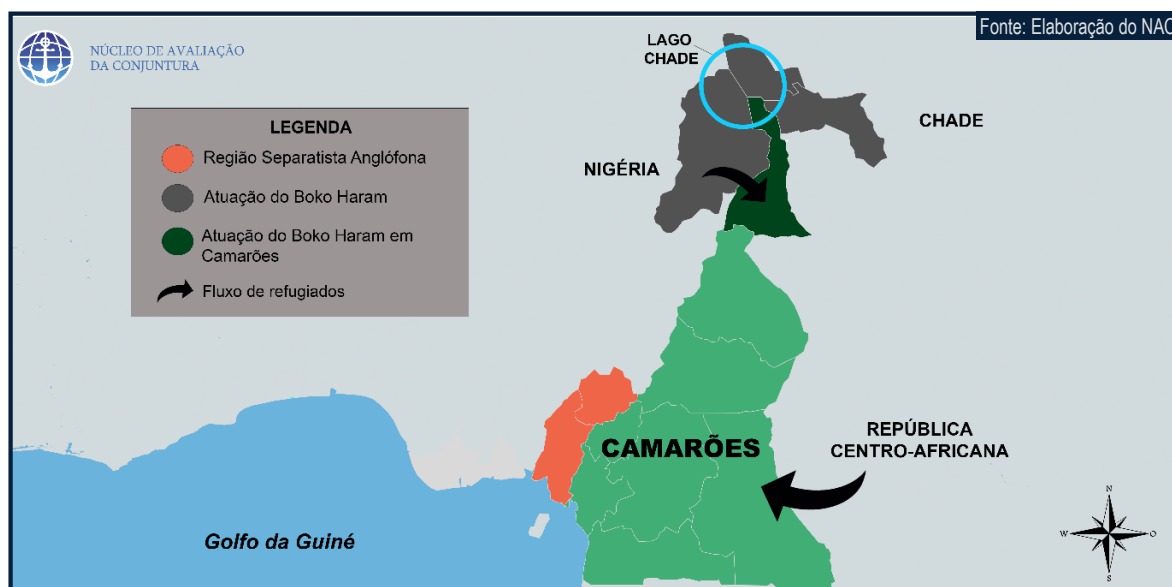 Fonte: Elaboração do NAC
NÚCLEO DE AVALIAÇÃO
DA CONJUNTURA
LAGO
CHADE
LEGENDA
Região Separatista Anglófona
Atuação do Boko Haram
Atuação do Boko Haram em
Camarões
Fluxo de refugiados
CHADE
NIGÉRIA
CAMARÕES
REPÚBLICA
CENTRO-AFRICANA
Golfo da Guiné
N
W
O
S